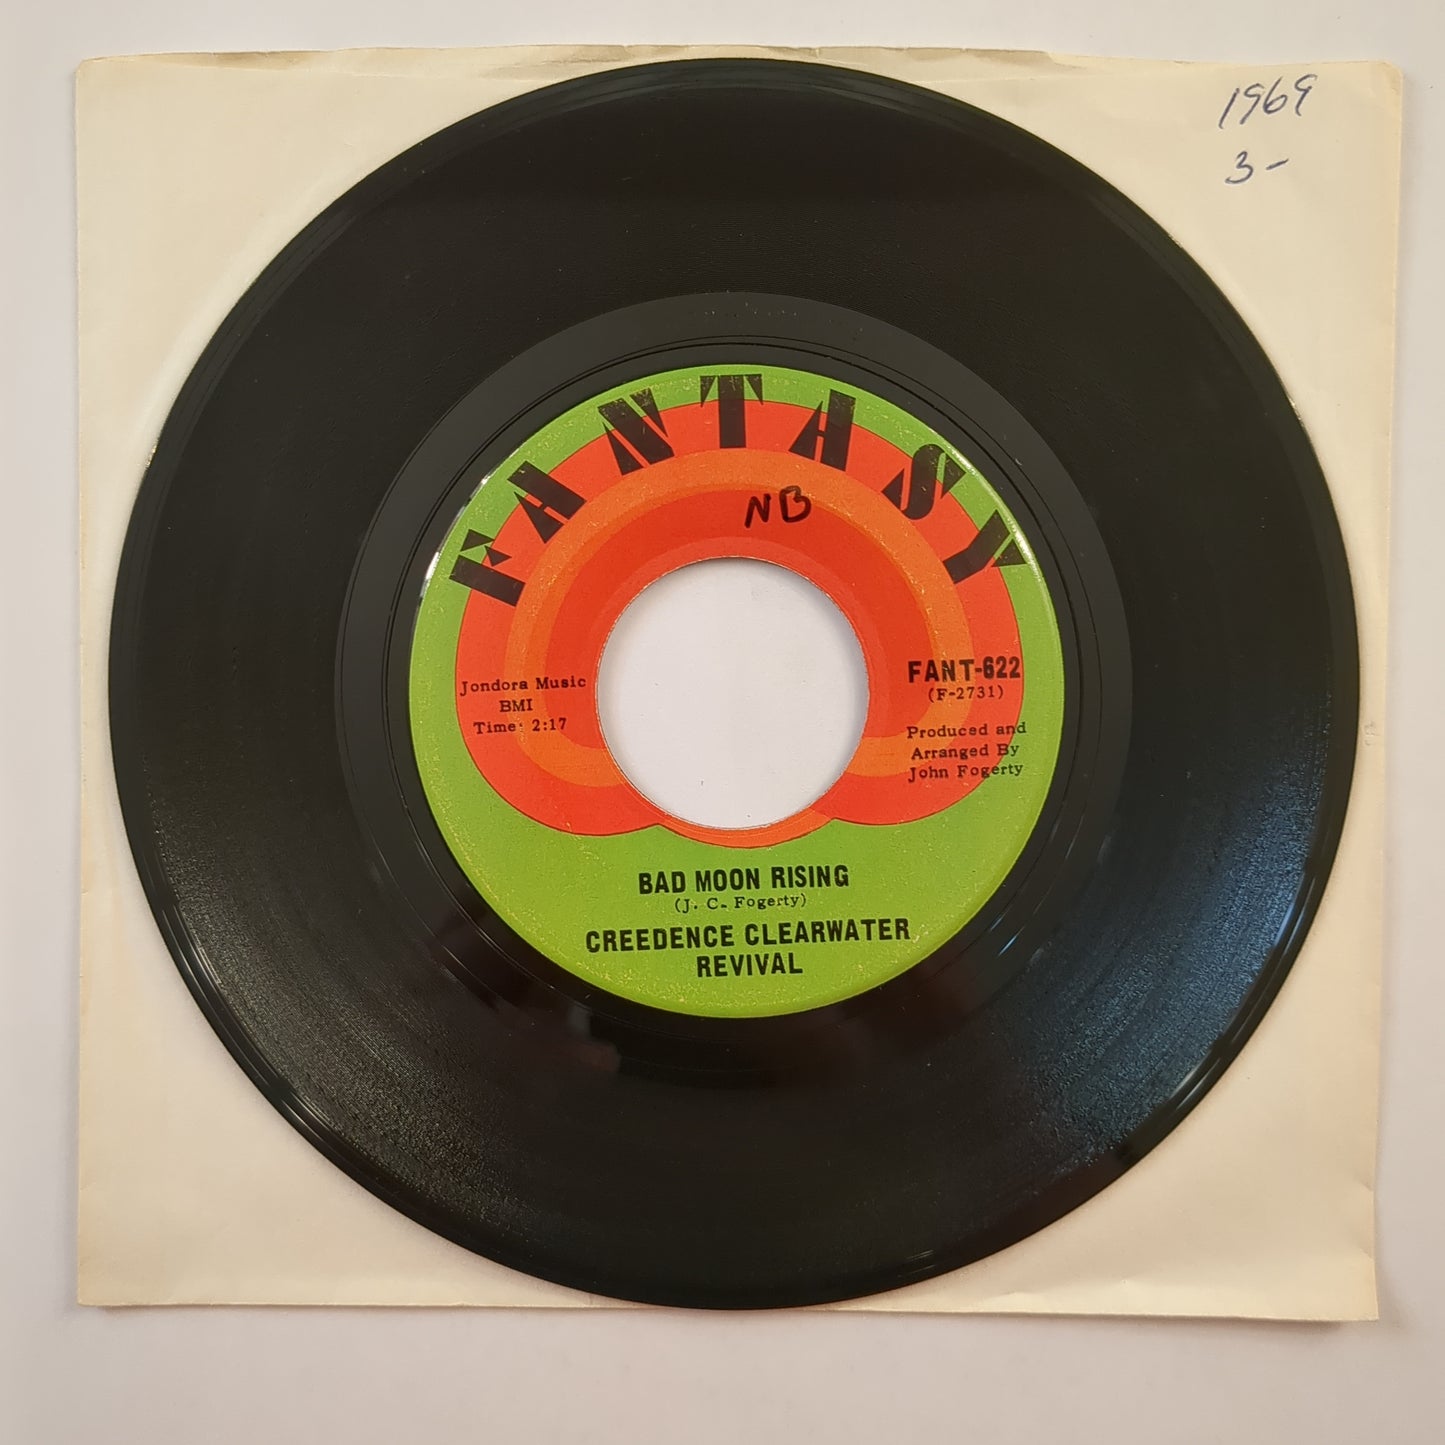 1969
3-
FANTASY
NB
Jondora Music
BMI
Time: 2:17
FANT-622
(F-2731)
Produced and
Arranged By
John Fogerty
BAD MOON RISING
(J. C. Fogerty)
CREEDENCE CLEARWATER
REVIVAL